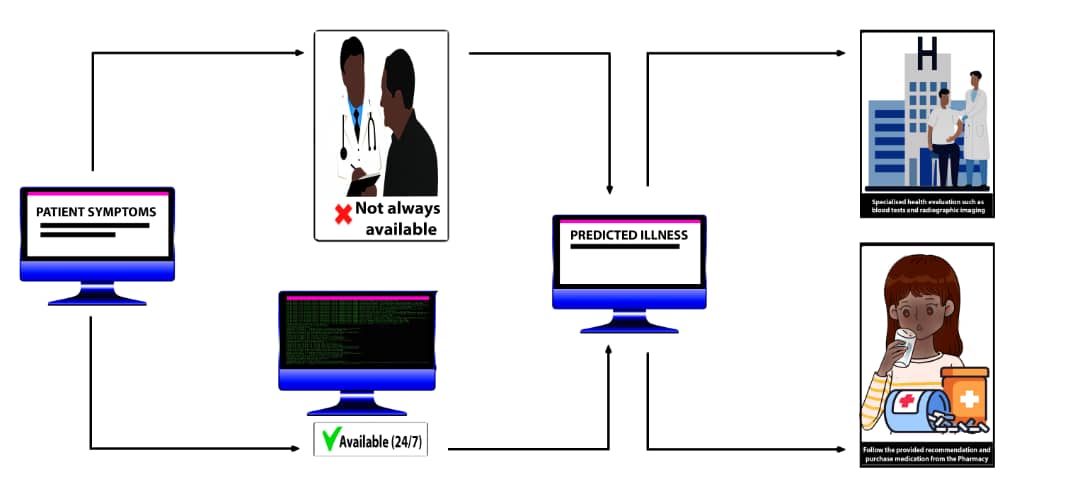 PATIENT SYMPTOMS
Not always
available
Available (24/7)
PREDICTED ILLNESS
H
Specialised health evaluation such as
blood tests and radiographic imaging
Follow the provided recommendation and
purchase medication from the Pharmacy